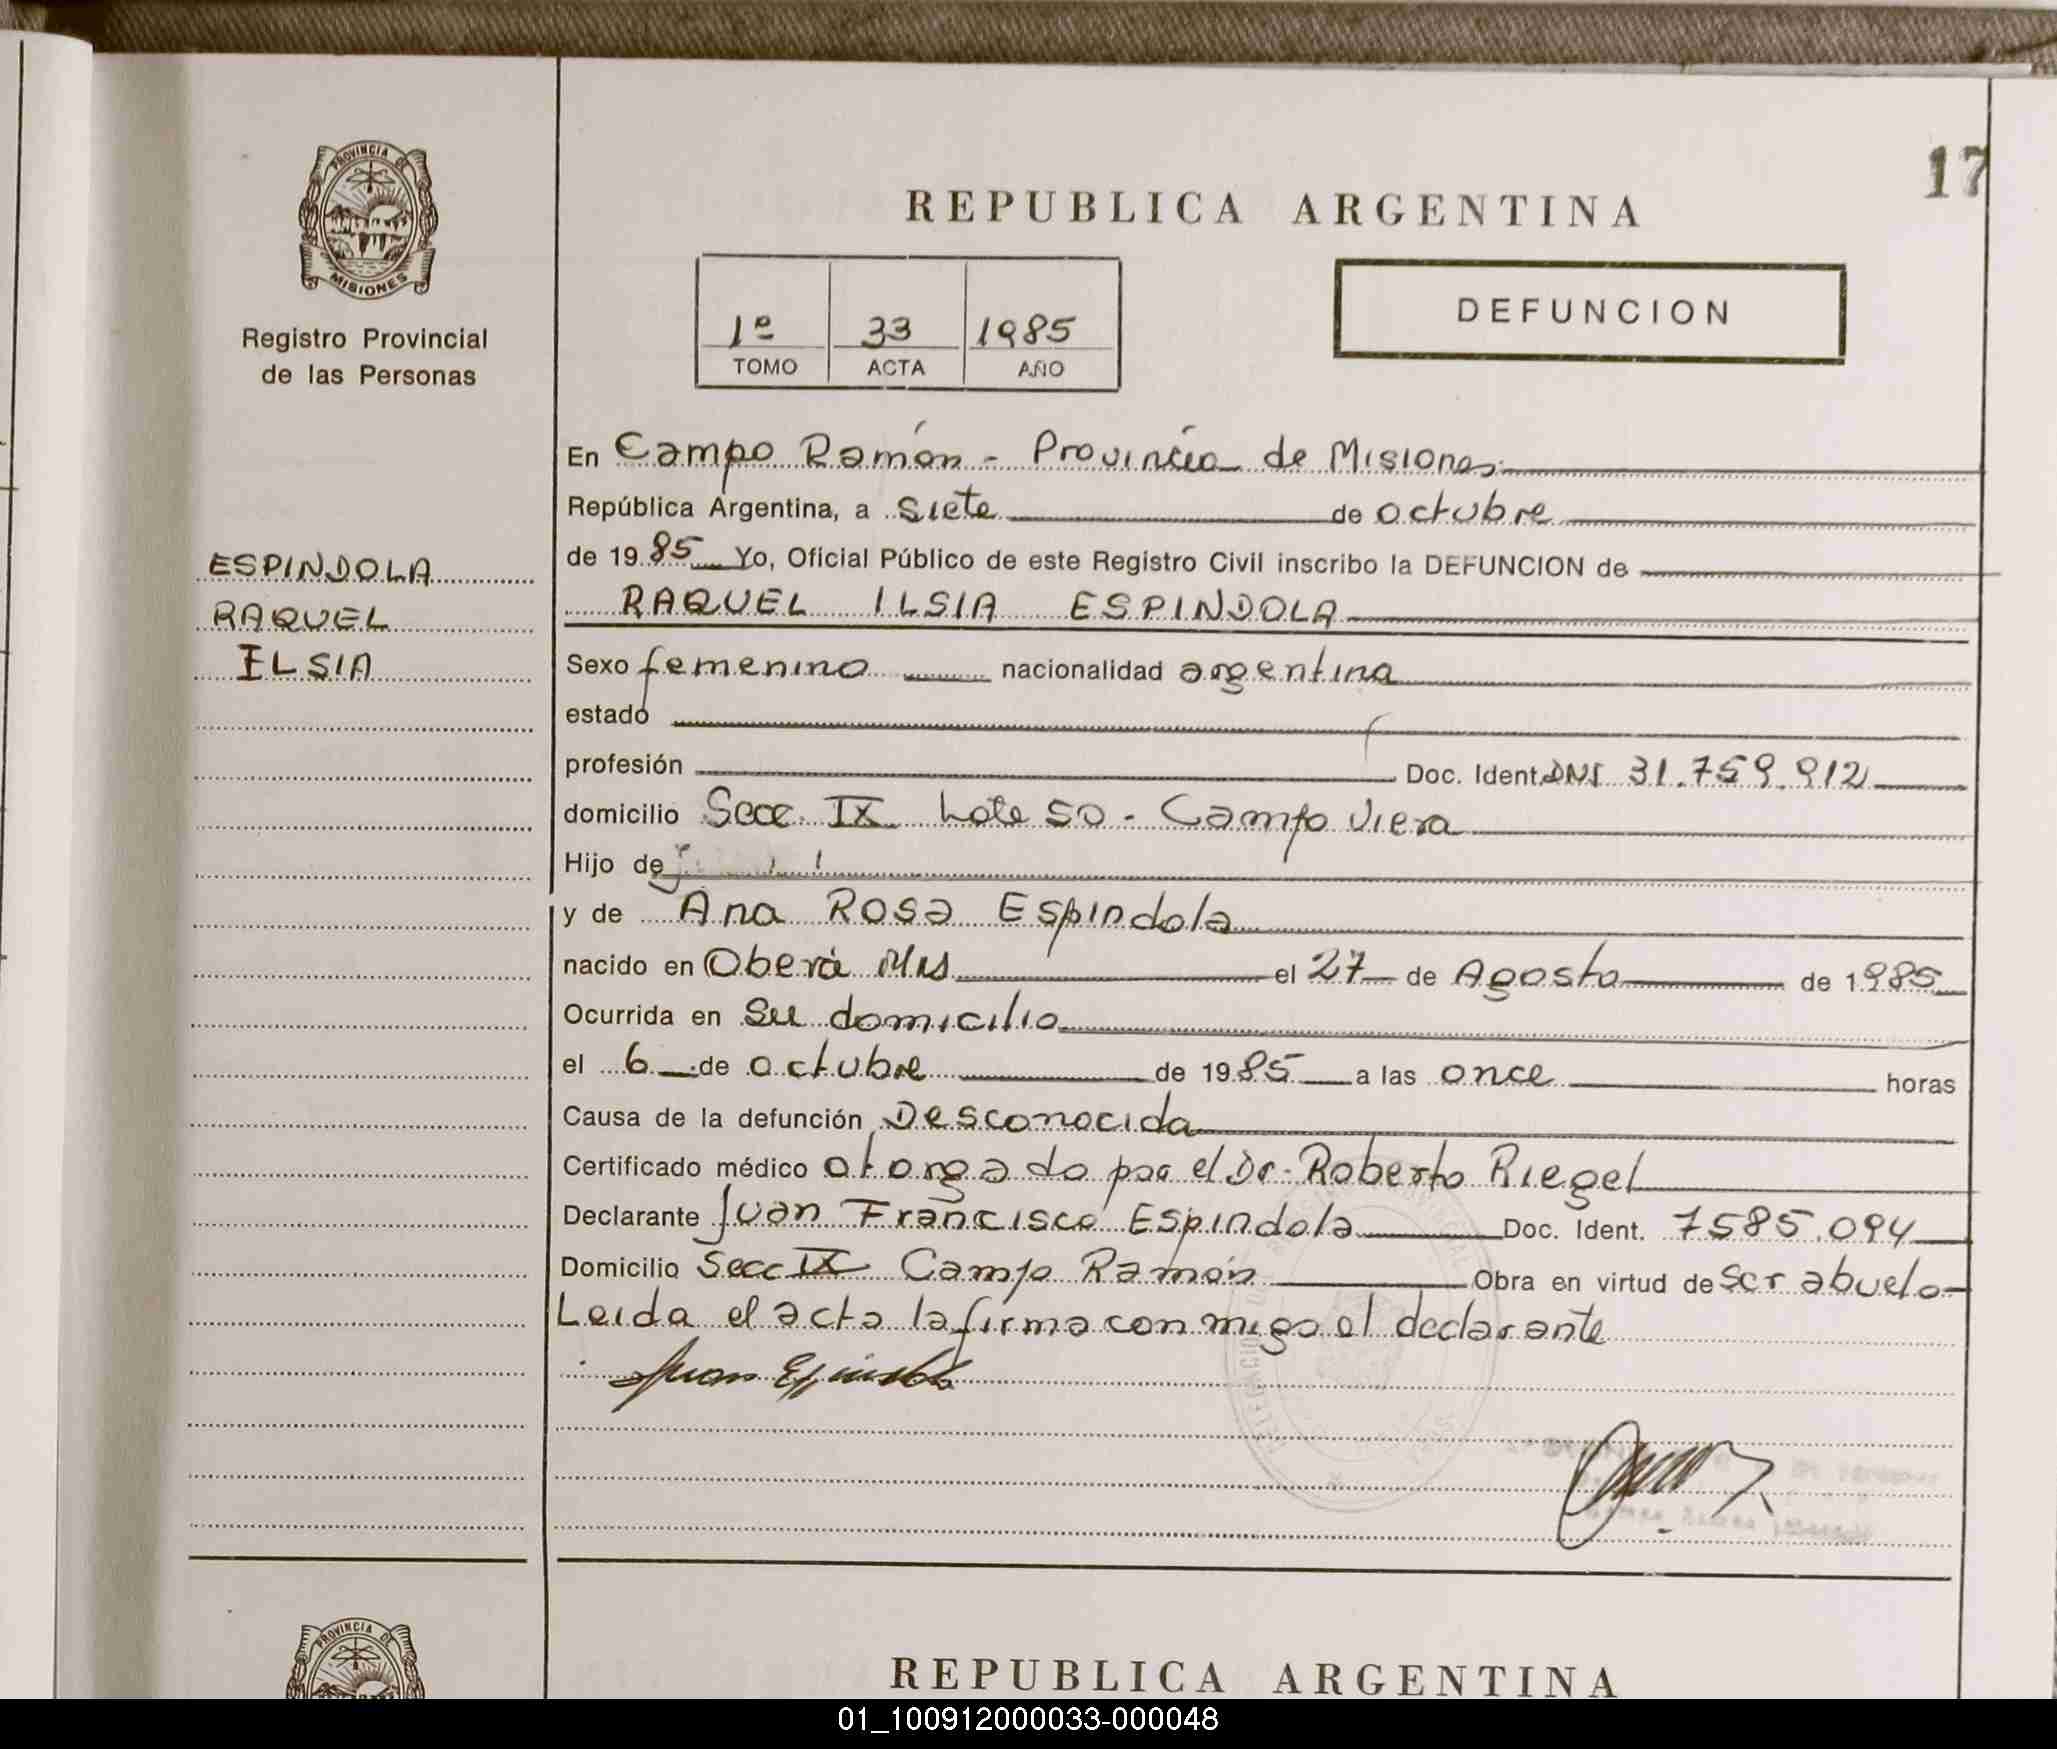 PROVINCIA DE
MISIONES
Registro Provincial
de las Personas
ESPINDOLA
RAQUEL
ILSIA
17
REPUBLICA ARGENTINA
1º 33 1985
TOMO ACTA AÑO
DEFUNCION
En Campo Ramón - Provincia de Misiones
República Argentina, a siete de octubre
de 1985 Yo, Oficial Público de este Registro Civil inscribo la DEFUNCION de
RAQUEL ILSIA ESPINDOLA
Sexo femenino nacionalidad argentina
estado
profesión Doc. Ident. DNI 31.759.912
domicilio Secc. IX Lote 50 - Campo Viera
Hijo de
y de Ana Rosa Espindola
nacido en Oberá Mis el 27 de Agosto de 1985
Ocurrida en su domicilio
el 6 de octubre de 1985 a las once horas
Causa de la defunción Desconocida
Certificado médico otorgado por el Dr. Roberto Riegel
Declarante Juan Francisco Espindola Doc. Ident. 7585.094
Domicilio Secc IX Campo Ramón Obra en virtud de ser abuelo
Leida el acta la firma con migo el declarante
Juan Espindola
PROVINCIA DE
REPUBLICA ARGENTINA
01_100912000033-000048